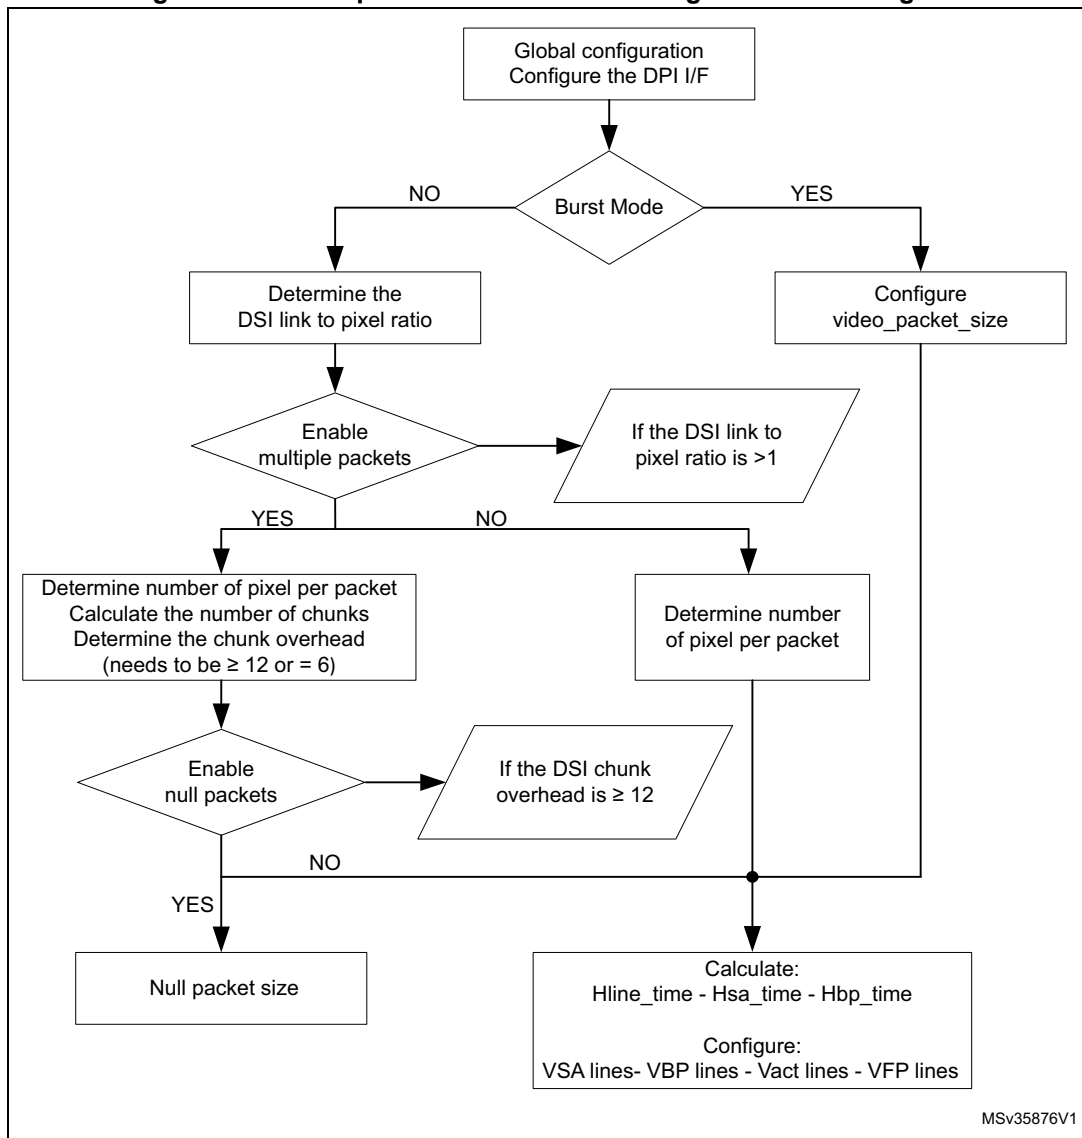 Global configuration
Configure the DPI I/F
NO
Burst Mode
YES
Determine the
DSI link to pixel ratio
Configure
video_packet_size
Enable
multiple packets
If the DSI link to
pixel ratio is >1
YES
NO
Determine number of pixel per packet
Calculate the number of chunks
Determine the chunk overhead
(needs to be ≥ 12 or = 6)
Determine number
of pixel per packet
Enable
null packets
If the DSI chunk
overhead is ≥ 12
NO
YES
Null packet size
Calculate:
Hline_time - Hsa_time - Hbp_time
Configure:
VSA lines- VBP lines - Vact lines - VFP lines
MSv35876V1